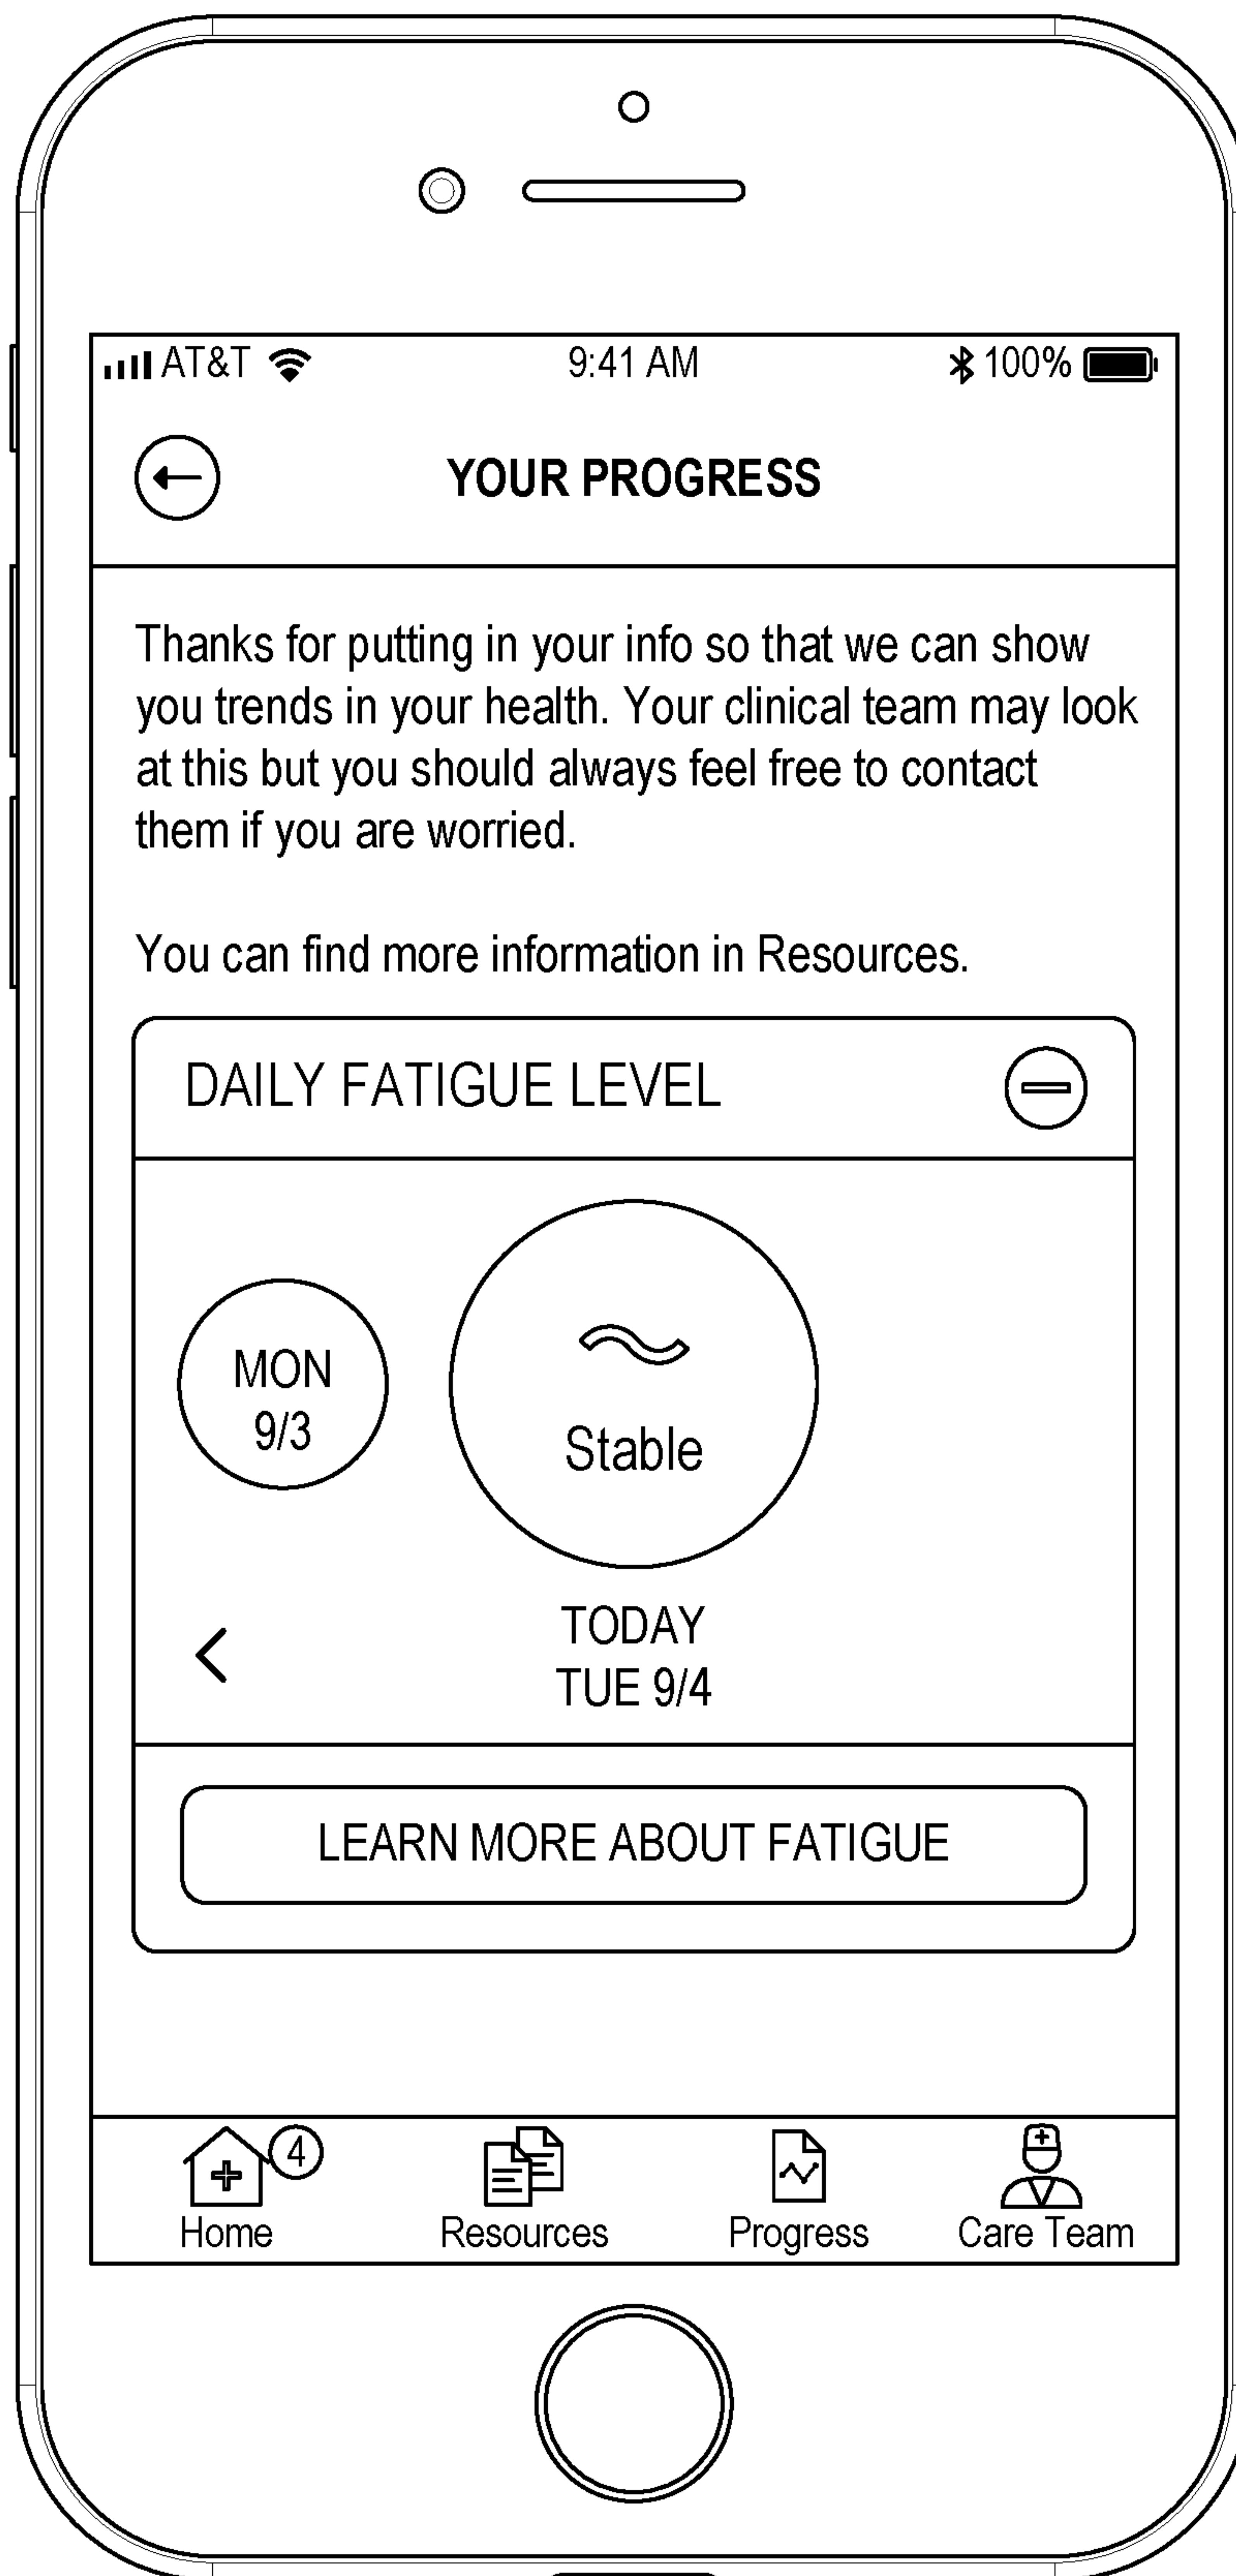 AT&T 9:41 AM 100%
YOUR PROGRESS
Thanks for putting in your info so that we can show
you trends in your health. Your clinical team may look
at this but you should always feel free to contact
them if you are worried.
You can find more information in Resources.
DAILY FATIGUE LEVEL
MON
9/3
Stable
TODAY
TUE 9/4
LEARN MORE ABOUT FATIGUE
4
Home Resources Progress Care Team